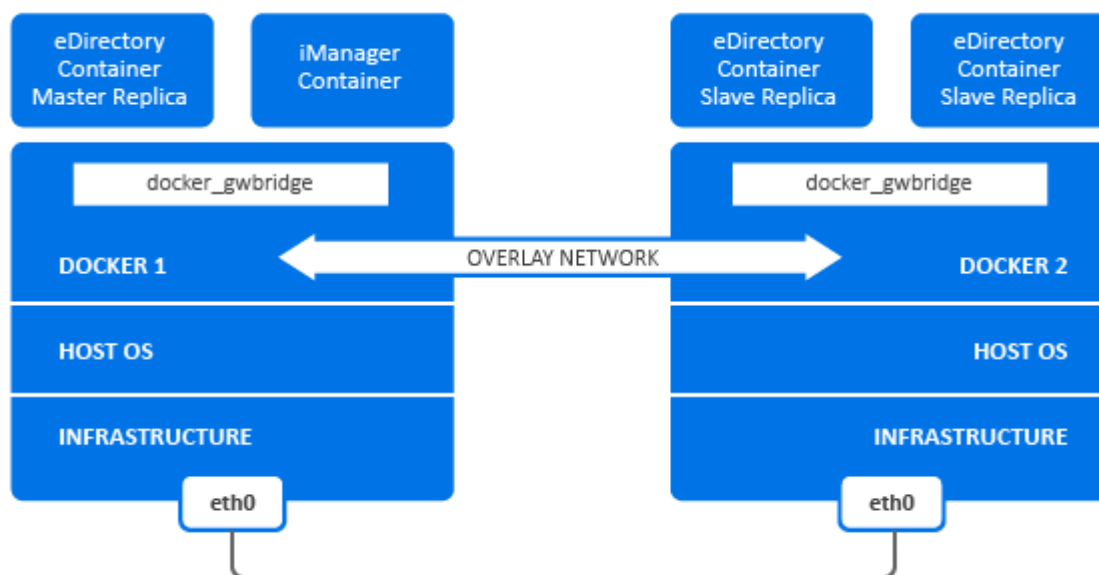 eDirectory
Container
Master Replica
iManager
Container
eDirectory
Container
Slave Replica
eDirectory
Container
Slave Replica
docker_gwbridge
docker_gwbridge
OVERLAY NETWORK
DOCKER 1
DOCKER 2
HOST OS
HOST OS
INFRASTRUCTURE
INFRASTRUCTURE
eth0
eth0